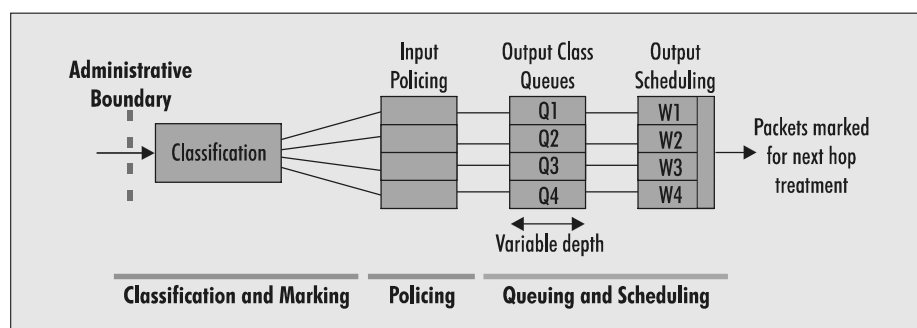 Administrative
Boundary
Classification
Input
Policing
Output Class
Queues
Output
Scheduling
Q1
Q2
Q3
Q4
W1
W2
W3
W4
Packets marked
for next hop
treatment
Variable depth
Classification and Marking
Policing
Queuing and Scheduling